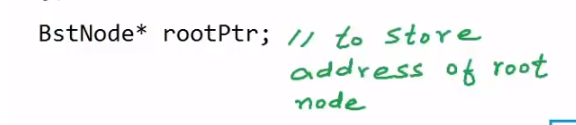 BstNode* rootPtr; // to store
address of root
node